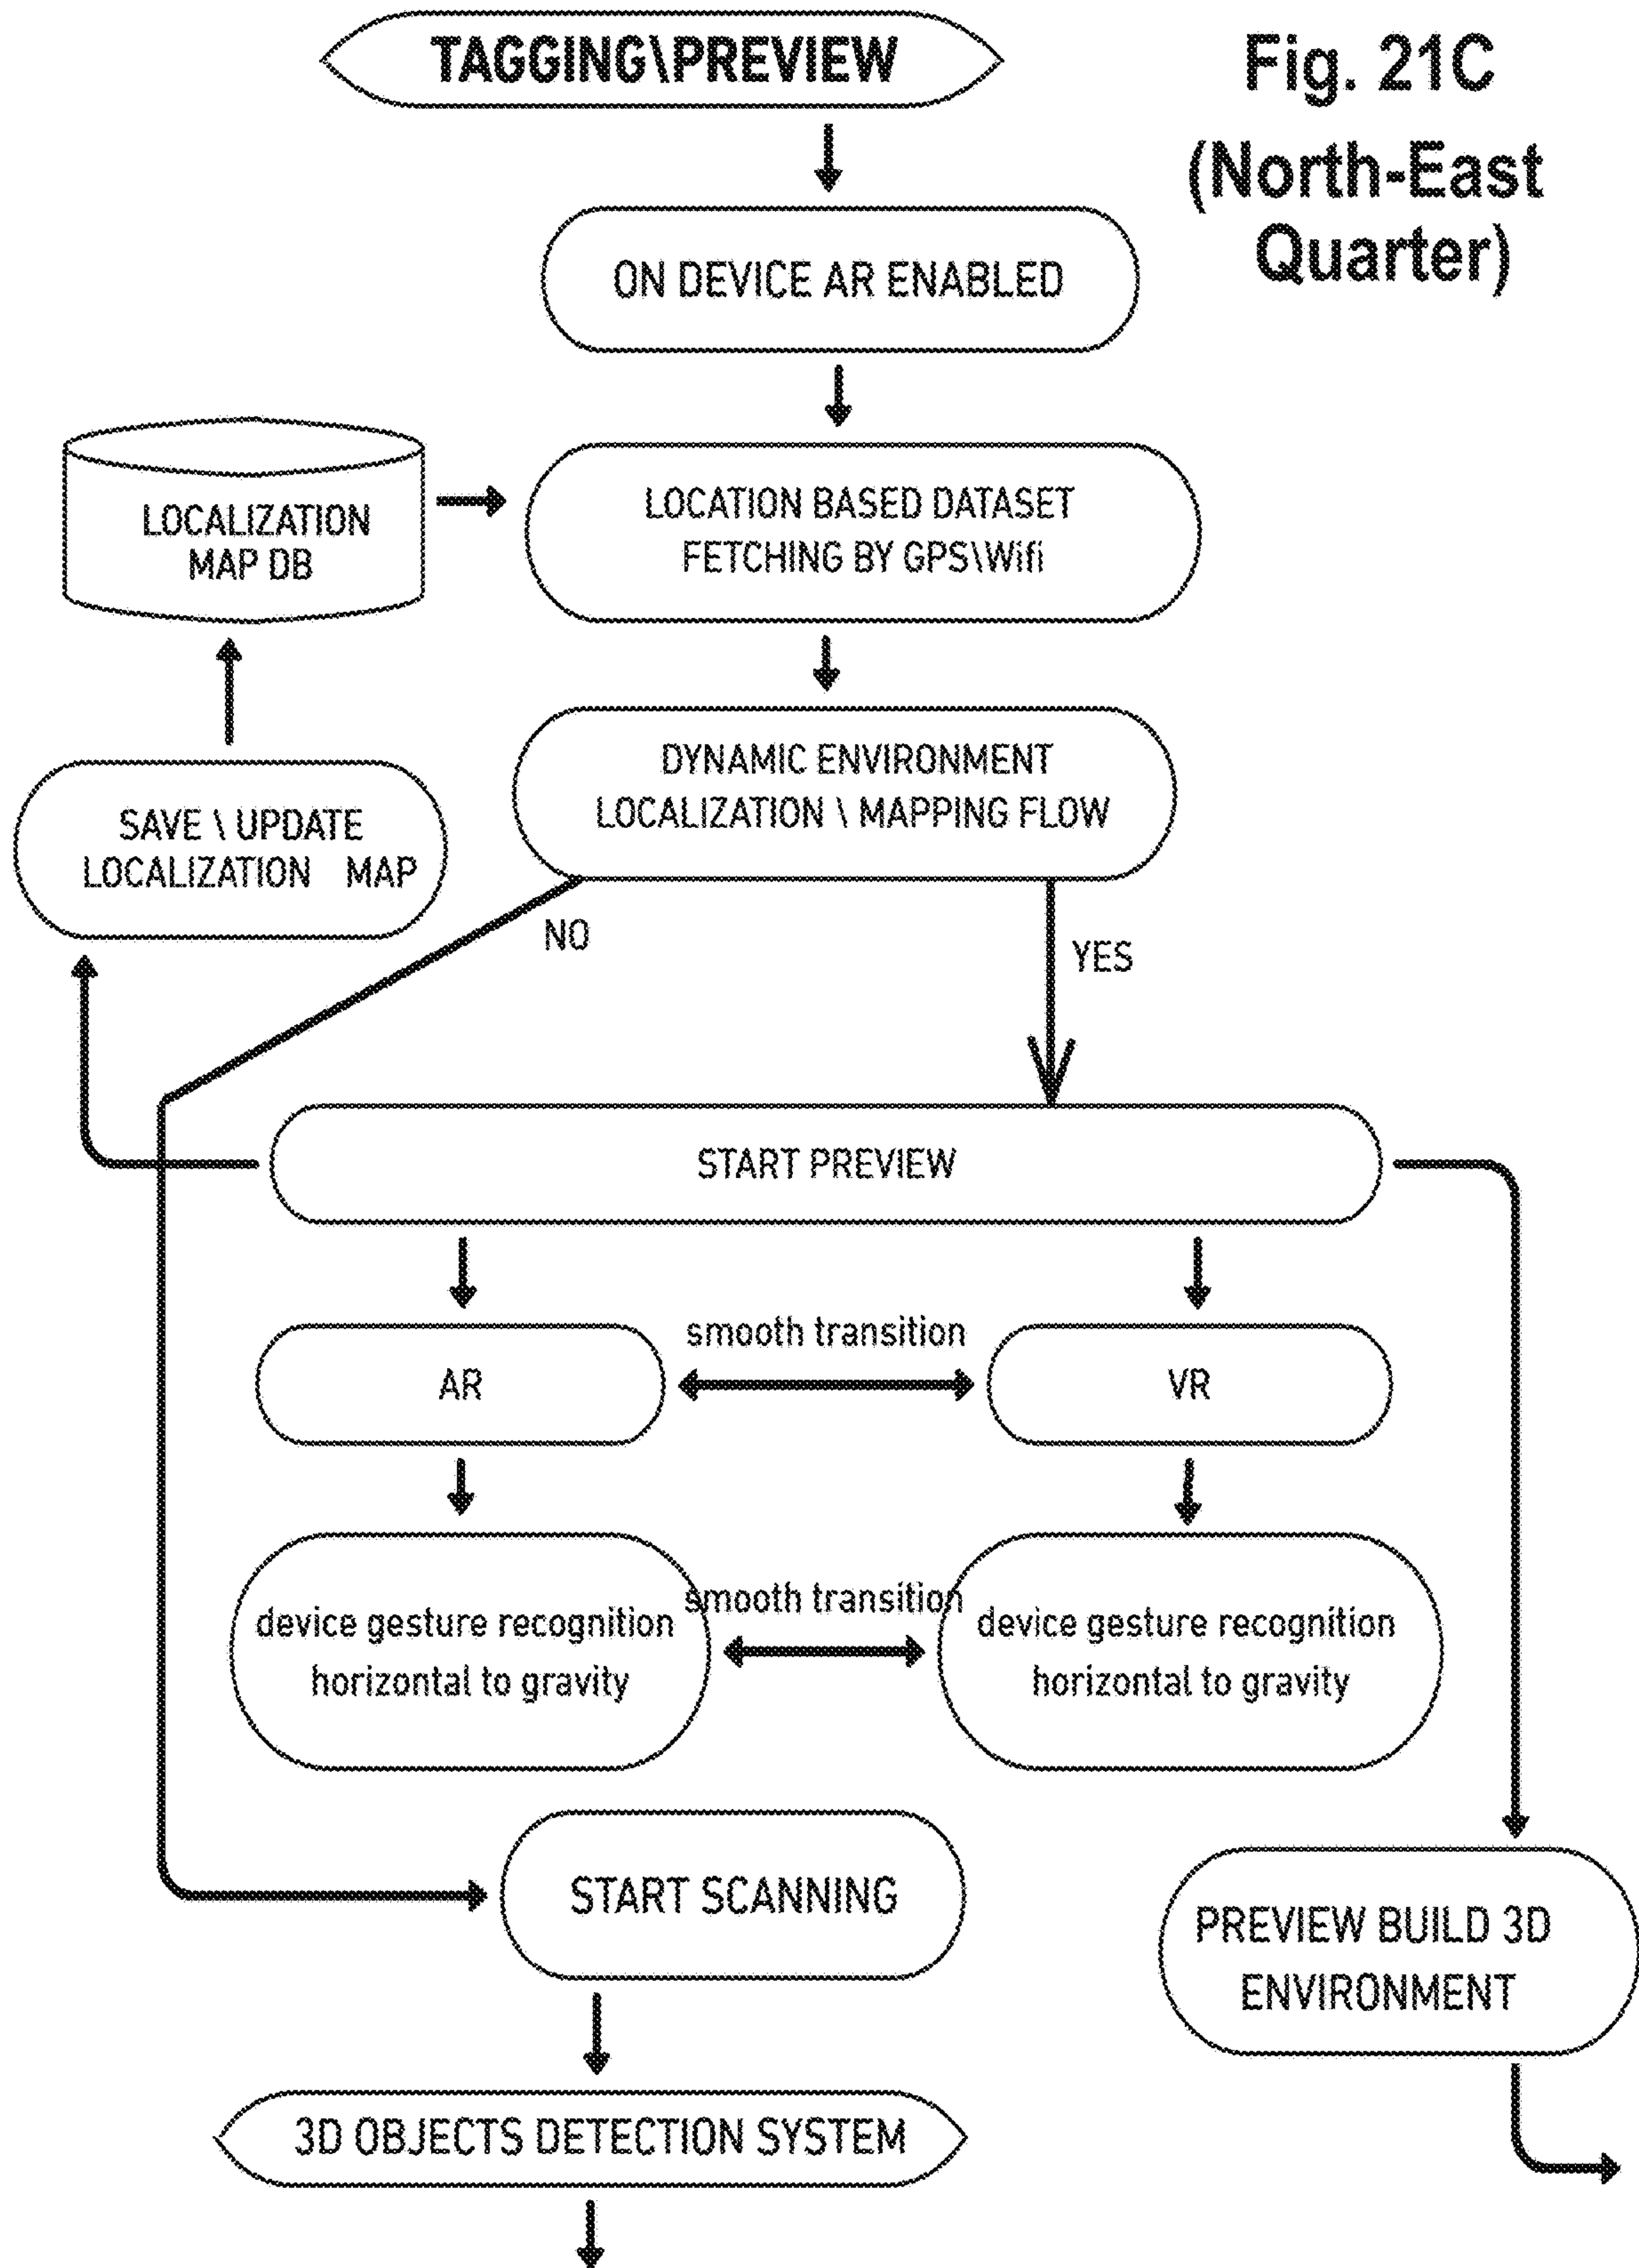 TAGGING\PREVIEW
Fig. 21C
(North-East
Quarter)
ON DEVICE AR ENABLED
LOCALIZATION
MAP DB
LOCATION BASED DATASET
FETCHING BY GPS\Wifi
SAVE \ UPDATE
LOCALIZATION MAP
DYNAMIC ENVIRONMENT
LOCALIZATION \ MAPPING FLOW
NO
YES
START PREVIEW
AR
smooth transition
VR
device gesture recognition
horizontal to gravity
smooth transition
device gesture recognition
horizontal to gravity
START SCANNING
PREVIEW BUILD 3D
ENVIRONMENT
3D OBJECTS DETECTION SYSTEM